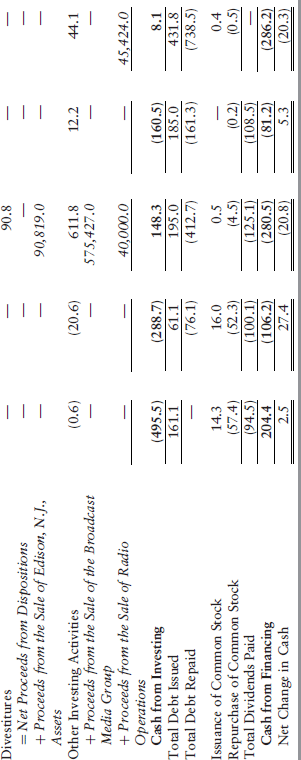 Divestitures — — 90.8 — —
= Net Proceeds from Dispositions — — — — —
+ Proceeds from the Sale of Edison, N.J., — — 90,819.0 — —
Assets
Other Investing Activities (0.6) (20.6) 611.8 12.2 44.1
+ Proceeds from the Sale of the Broadcast — — 575,427.0 — —
Media Group
+ Proceeds from the Sale of Radio — — 40,000.0 — 45,424.0
Operations
Cash from Investing (495.5) (288.7) 148.3 (160.5) 8.1
Total Debt Issued 161.1 61.1 195.0 185.0 431.8
Total Debt Repaid — (76.1) (412.7) (161.3) (738.5)
Issuance of Common Stock 14.3 16.0 0.5 — 0.4
Repurchase of Common Stock (57.4) (52.3) (4.5) (0.2) (0.5)
Total Dividends Paid (94.5) (100.1) (125.1) (108.5) —
Cash from Financing 204.4 (106.2) (280.5) (81.2) (286.2)
Net Change in Cash 2.5 27.4 (20.8) 5.3 (20.3)